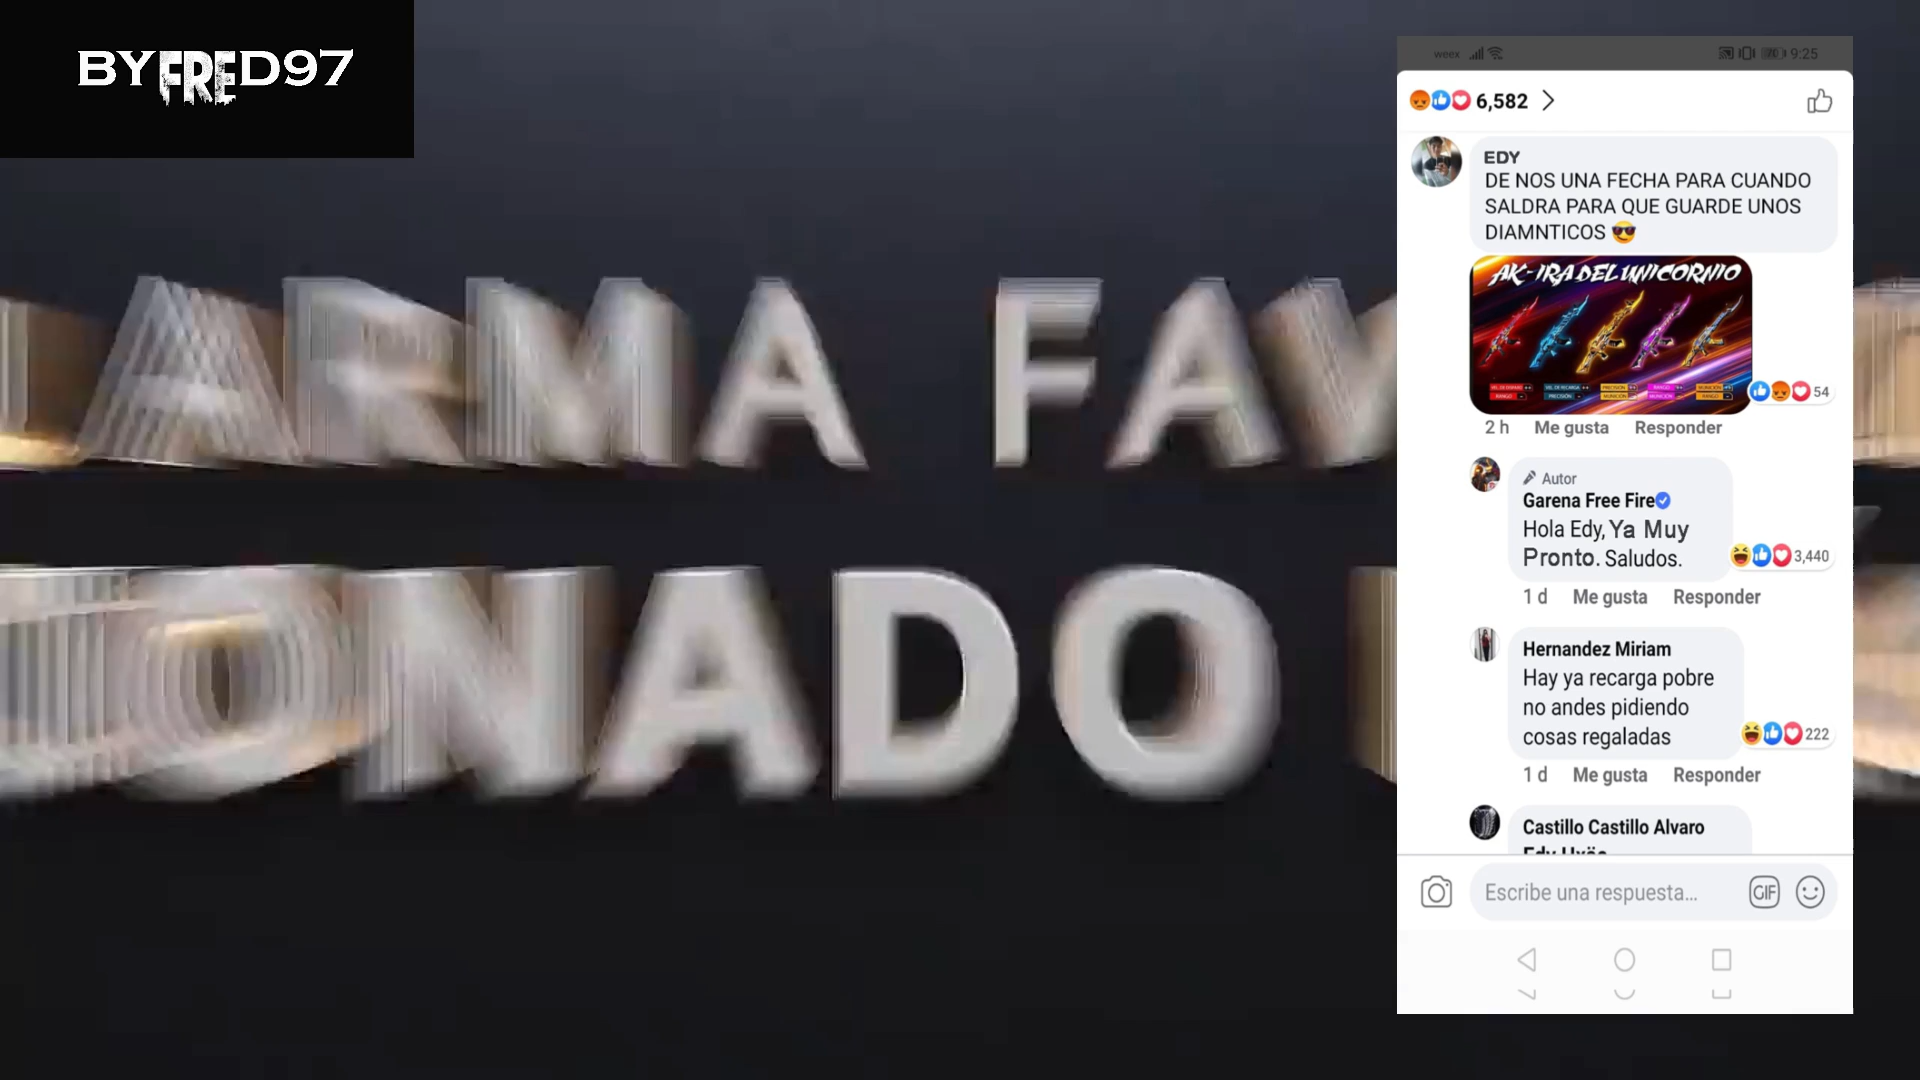 BYFRED97
ARMA FAV
ONADO
weex
9:25
6,582
EDY
DE NOS UNA FECHA PARA CUANDO
SALDRA PARA QUE GUARDE UNOS
DIAMNTICOS
AK-IRA DEL UNICORNIO
54
2 h Me gusta Responder
Autor
Garena Free Fire
Hola Edy, Ya Muy
Pronto. Saludos.
3,440
1 d Me gusta Responder
Hernandez Miriam
Hay ya recarga pobre
no andes pidiendo
cosas regaladas
222
1 d Me gusta Responder
Castillo Castillo Alvaro
Escribe una respuesta...
GIF